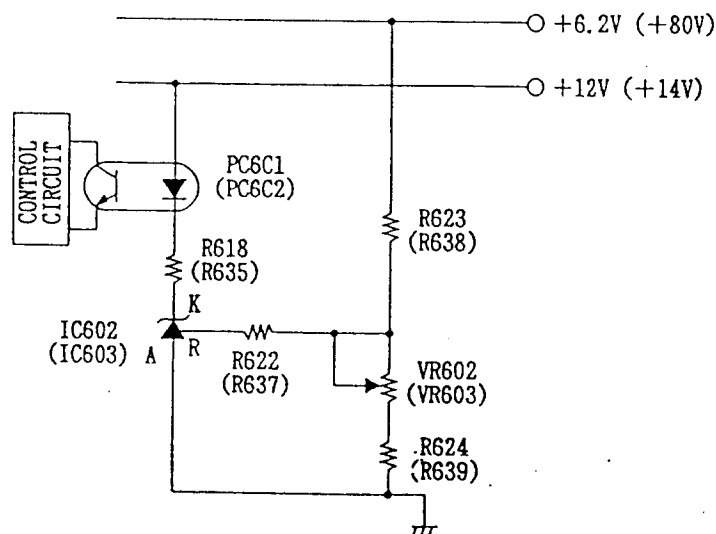 +6.2V (+80V)
+12V (+14V)
CONTROL
CIRCUIT
PC6C1
(PC6C2)
R623
(R638)
R618
(R635)
K
IC602
(IC603)
A
R
R622
(R637)
VR602
(VR603)
R624
(R639)